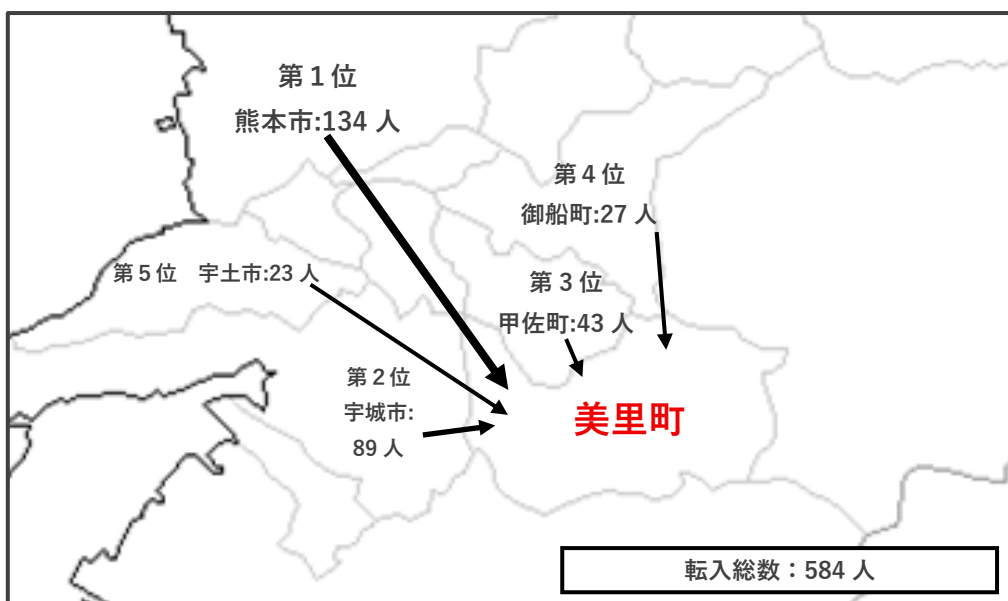 第１位
熊本市:134 人
第４位
御船町:27 人
第５位　宇土市:23 人
第３位
甲佐町:43 人
第２位
宇城市:
89 人
美里町
転入総数：584 人